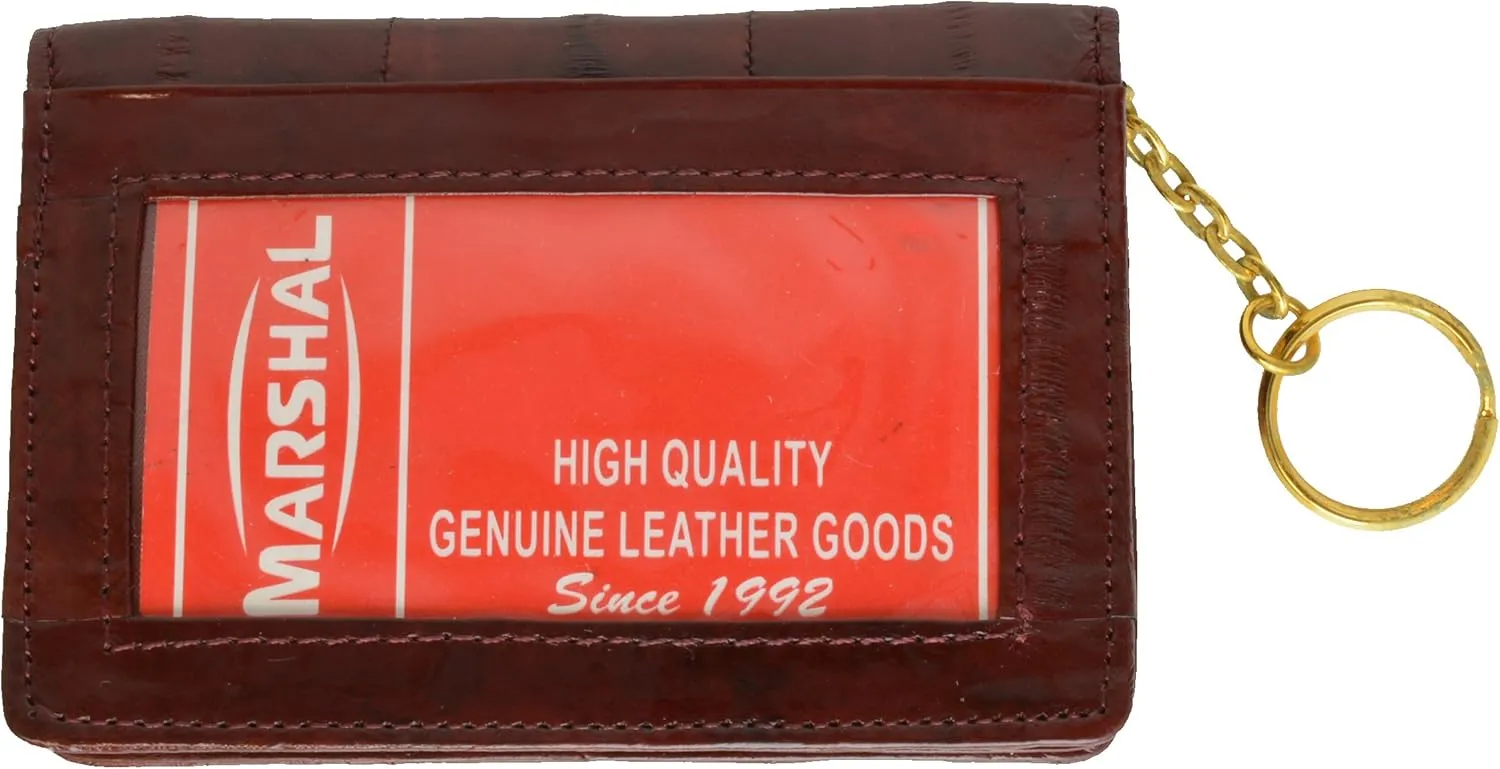 MARSHAL
HIGH QUALITY
GENUINE LEATHER GOODS
Since 1992